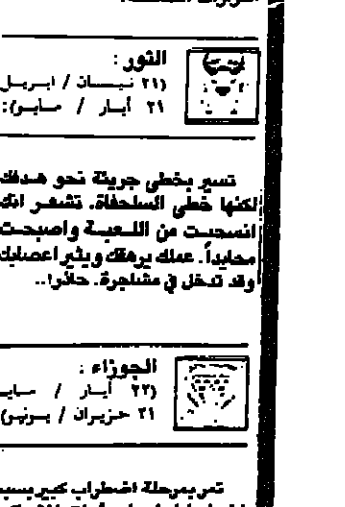 الثور :
(٢١ نيسان / ابريل
٢١ أيار / مايو):
تسير بخطى جريئة نحو هدفك
لكنها خطى السلحفاة. تشعر انك
انسحبت من اللعبة واصبحت
محايداً. عملك يرهقك ويثير اعصابك
وقد تدخل في مشاجرة. حاذر!..
الجوزاء :
(٢٢ أيار / مايو
٢١ حزيران / يونيو)
تمر بمرحلة اضطراب كبير بسبب